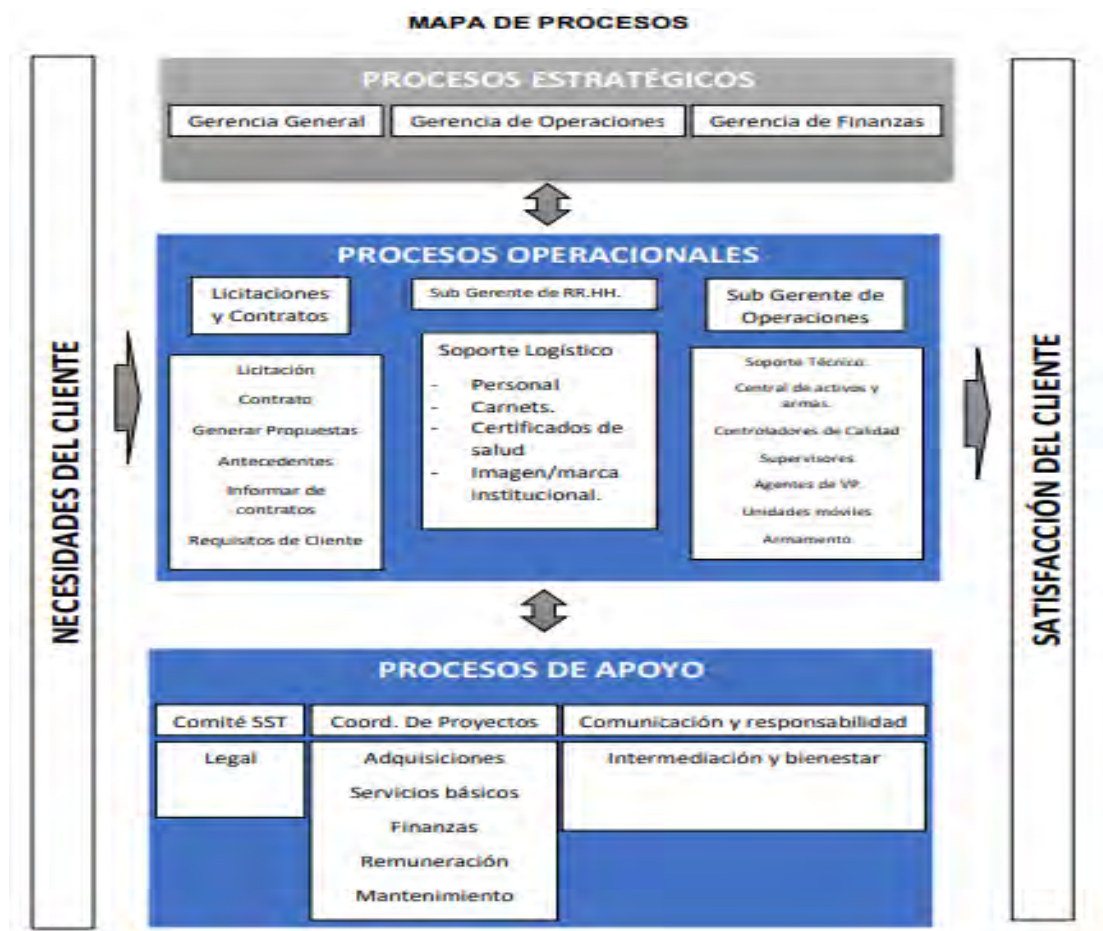 MAPA DE PROCESOS
NECESIDADES DEL CLIENTE
PROCESOS ESTRATÉGICOS
Gerencia General
Gerencia de Operaciones
Gerencia de Finanzas
PROCESOS OPERACIONALES
Licitaciones
y Contratos
Licitación
Contrato
Generar Propuestas
Antecedentes
Informar de
contratos
Requisitos de Cliente
Sub Gerente de RR.HH.
Soporte Logístico
- Personal
- Carnets.
- Certificados de
salud
- Imagen/marca
institucional.
Sub Gerente de
Operaciones
Soporte Técnico.
Central de activos y
armas.
Controladores de Calidad
Supervisores
Agentes de VP.
Unidades móviles
Armamento
PROCESOS DE APOYO
Comité SST
Legal
Coord. De Proyectos
Adquisiciones
Servicios básicos
Finanzas
Remuneración
Mantenimiento
Comunicación y responsabilidad
Intermediación y bienestar
SATISFACCIÓN DEL CLIENTE